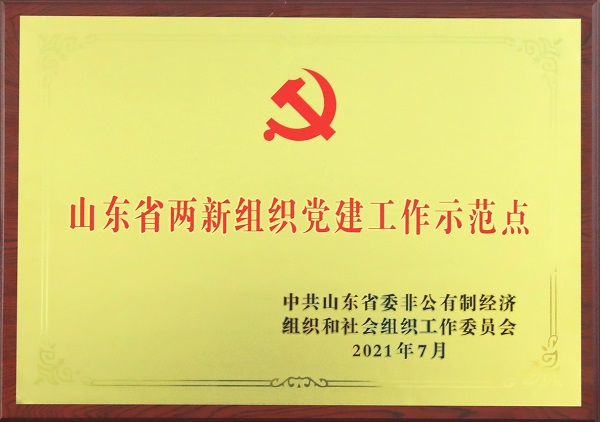 山东省两新组织党建工作示范点
中共山东省委非公有制经济
组织和社会组织工作委员会
2021年7月